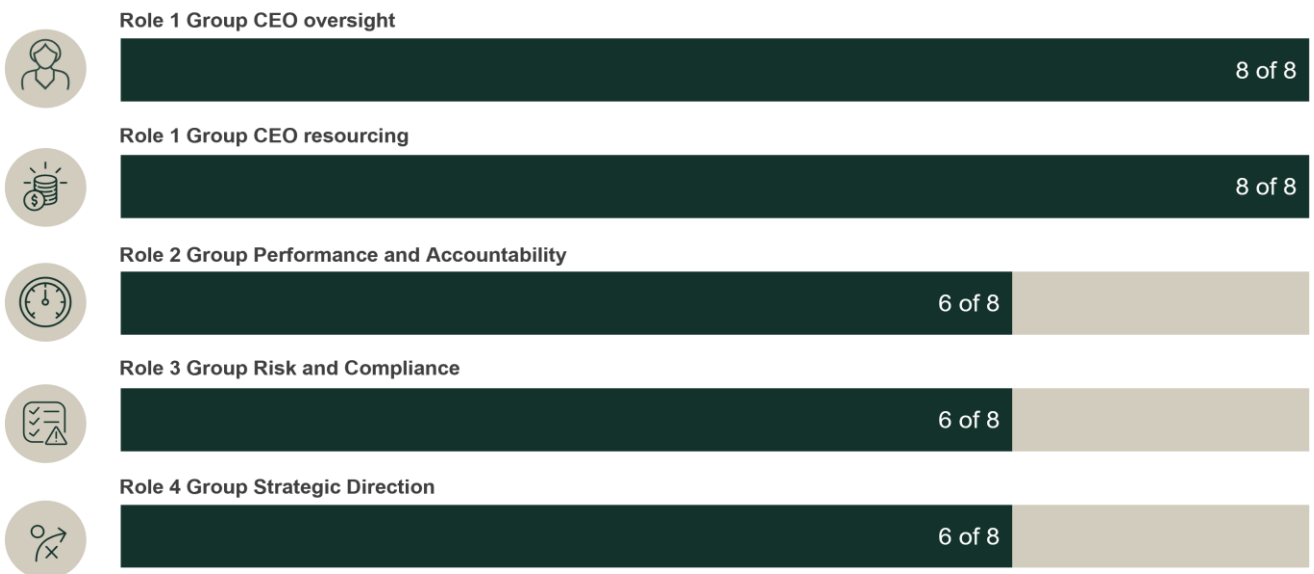 Role 1 Group CEO oversight
8 of 8
Role 1 Group CEO resourcing
8 of 8
$
Role 2 Group Performance and Accountability
6 of 8
Role 3 Group Risk and Compliance
6 of 8
Role 4 Group Strategic Direction
6 of 8